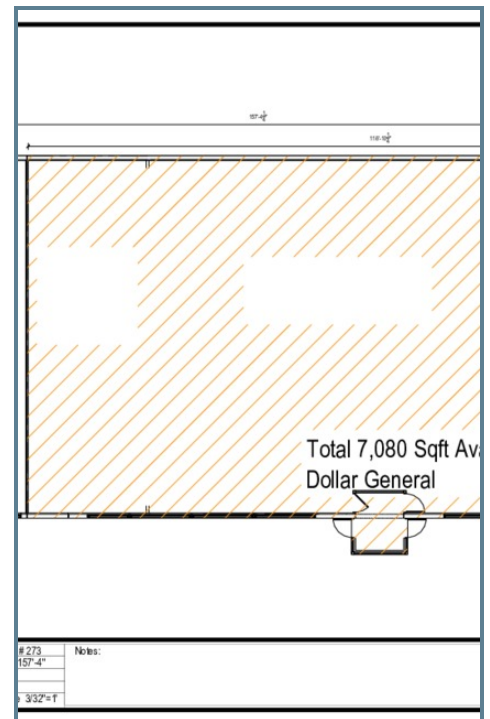 Total 7,080 Sqft Av
Dollar General
# 273
157'-4"
Notes:
3/32"=1'